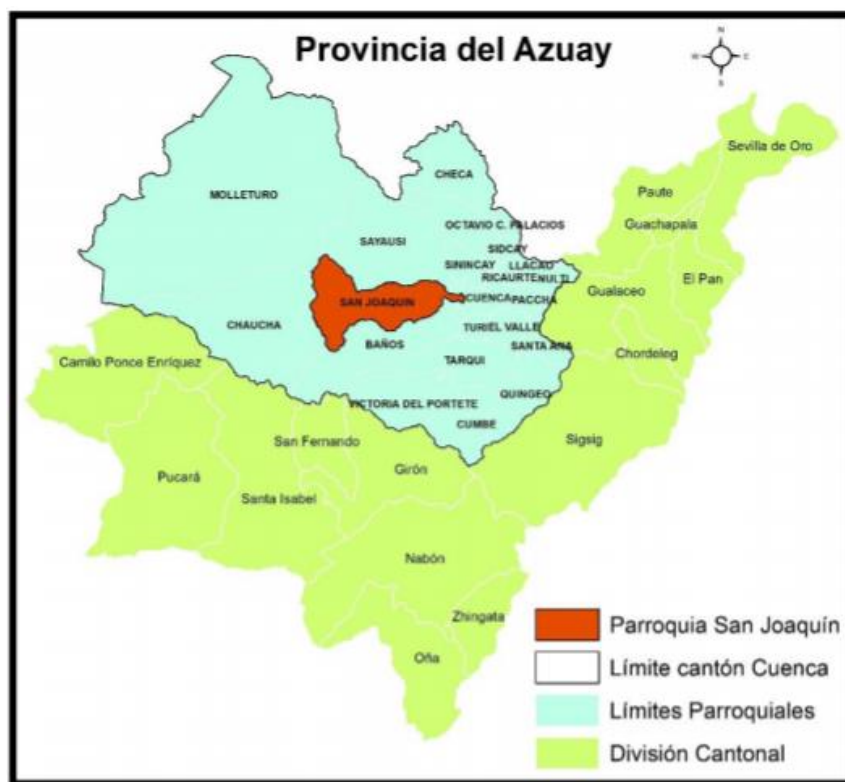 Provincia del Azuay
N
W
E
S
Sevilla de Oro
CHECA
Paute
MOLLETURO
OCTAVIO C. PALACIOS
Guachapala
SAYAUSI
SIDCAY
SININCAY
LLACAO
RICAURTE
NULTI
El Pan
Gualaceo
SAN JOAQUIN
CUENCA
PACCHA
CHAUCHA
TURIEL VALLE
BAÑOS
SANTA ANA
Chordeleg
Camilo Ponce Enríquez
TARQUI
QUINGEO
VICTORIA DEL PORTETE
CUMBE
San Fernando
Sigsig
Girón
Pucará
Santa Isabel
Nabón
Zhingata
Oña
Parroquia San Joaquín
Límite cantón Cuenca
Límites Parroquiales
División Cantonal